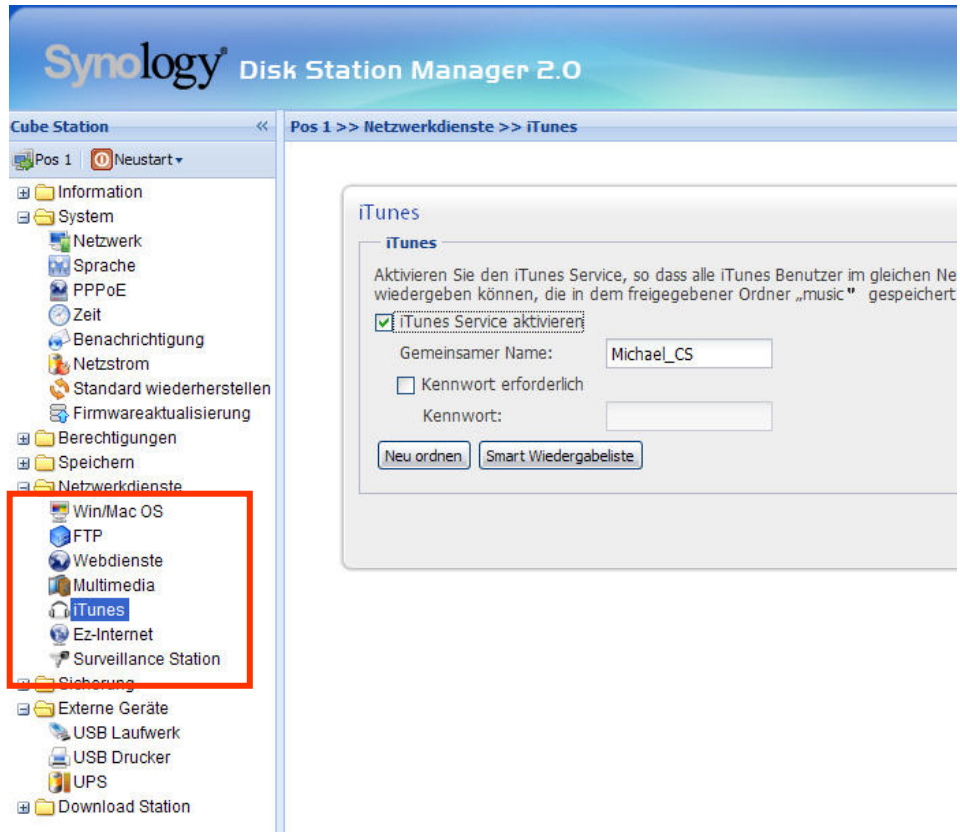 Synology® Disk Station Manager 2.0
Cube Station «
Pos 1 Neustart
Information
System
Netzwerk
Sprache
PPPoE
Zeit
Benachrichtigung
Netzstrom
Standard wiederherstellen
Firmwareaktualisierung
Berechtigungen
Speichern
Netzwerkdienste
Win/Mac OS
FTP
Webdienste
Multimedia
iTunes
Ez-Internet
Surveillance Station
Sicherung
Externe Geräte
USB Laufwerk
USB Drucker
UPS
Download Station
Pos 1 >> Netzwerkdienste >> iTunes
iTunes
iTunes
Aktivieren Sie den iTunes Service, so dass alle iTunes Benutzer im gleichen Ne
wiedergeben können, die in dem freigegebener Ordner „music" gespeichert
iTunes Service aktivieren
Gemeinsamer Name: Michael_CS
Kennwort erforderlich
Kennwort:
Neu ordnen Smart Wiedergabeliste